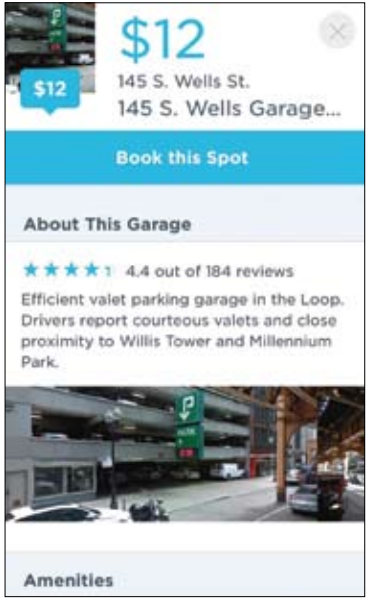 $12
$12
145 S. Wells St.
145 S. Wells Garage...
Book this Spot
About This Garage
4.4 out of 184 reviews
Efficient valet parking garage in the Loop.
Drivers report courteous valets and close
proximity to Willis Tower and Millennium
Park.
Amenities